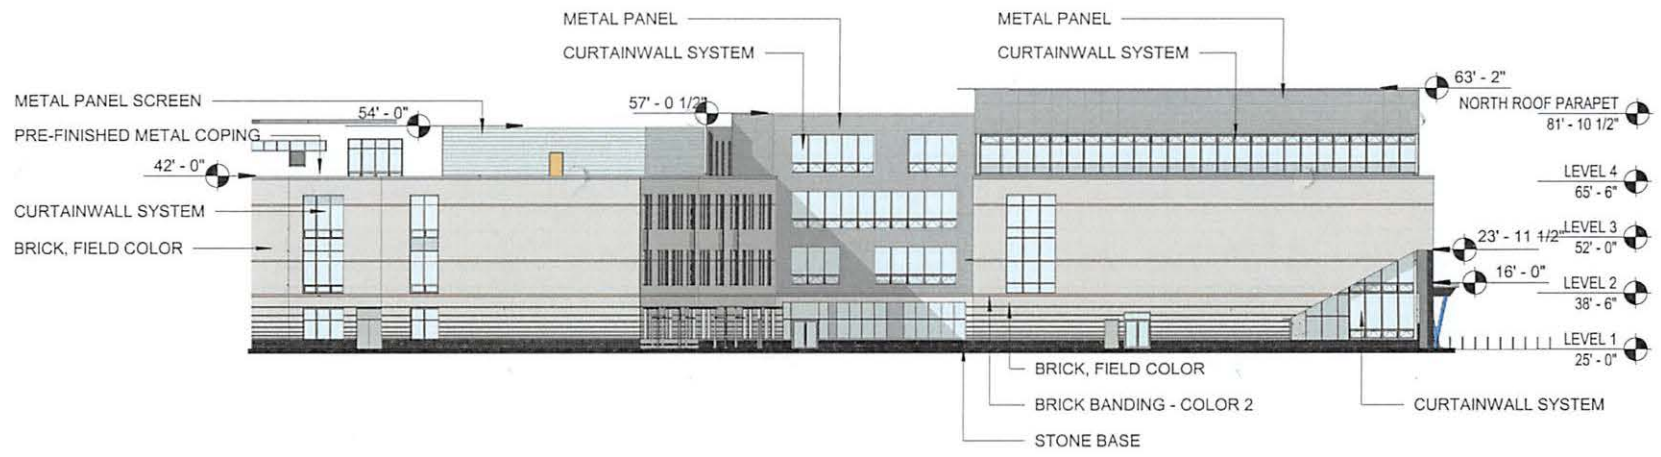 METAL PANEL
METAL PANEL
CURTAINWALL SYSTEM
CURTAINWALL SYSTEM
63' - 2"
METAL PANEL SCREEN
54' - 0"
57' - 0 1/2"
NORTH ROOF PARAPET
81' - 10 1/2"
PRE-FINISHED METAL COPING
42' - 0"
LEVEL 4
65' - 6"
CURTAINWALL SYSTEM
BRICK, FIELD COLOR
23' - 11 1/2"
LEVEL 3
52' - 0"
16' - 0"
LEVEL 2
38' - 6"
LEVEL 1
25' - 0"
BRICK, FIELD COLOR
BRICK BANDING - COLOR 2
CURTAINWALL SYSTEM
STONE BASE